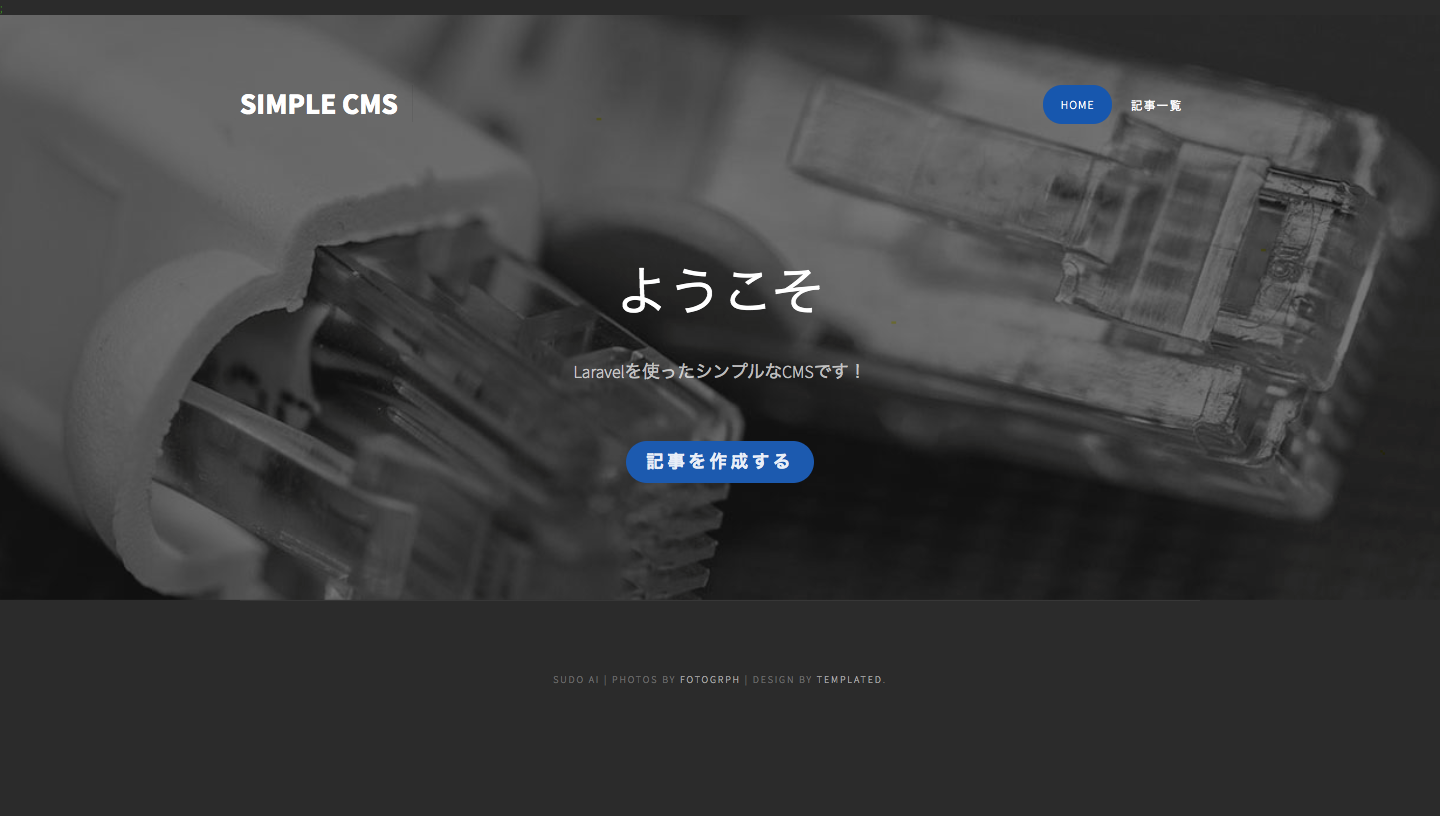 ;
SIMPLE CMS
HOME 記事一覧
ようこそ
Laravelを使ったシンプルなCMSです！
記事を作成する
SUDO AI | PHOTOS BY FOTOGRPH | DESIGN BY TEMPLATED.